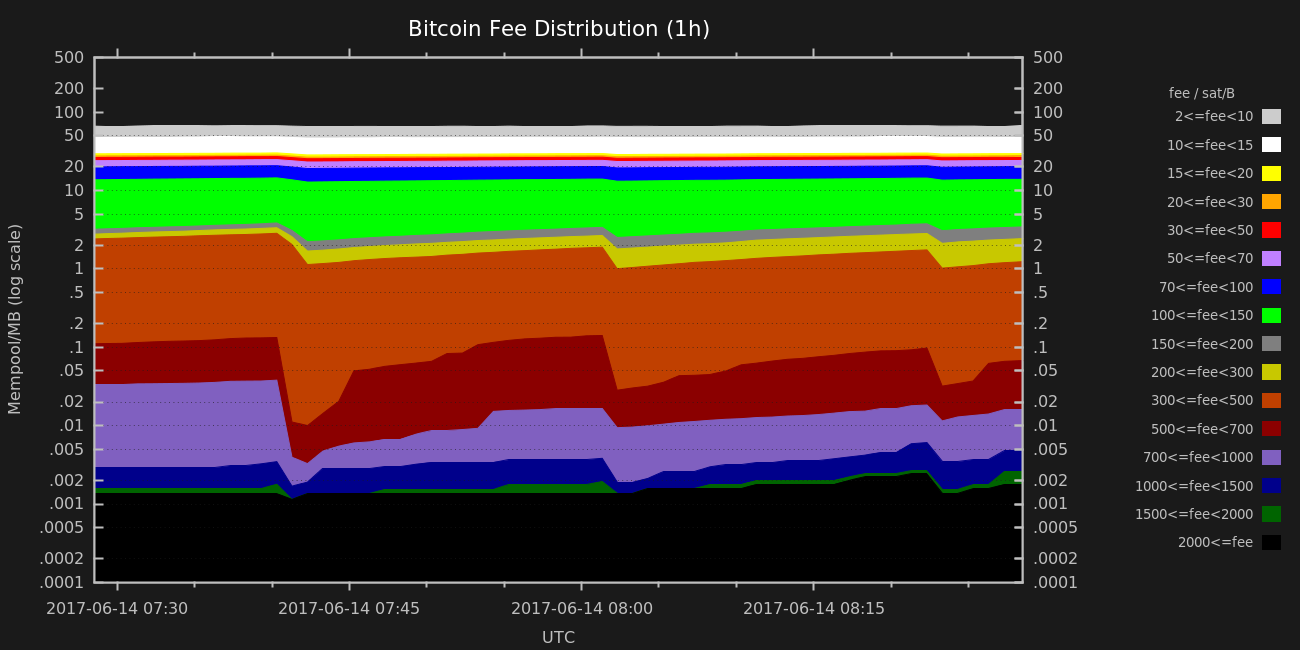 Bitcoin Fee Distribution (1h)
500
200
100
50
20
10
5
2
1
.5
.2
.1
.05
.02
.01
.005
.002
.001
.0005
.0002
.0001
Mempool/MB (log scale)
500
200
100
50
20
10
5
2
1
.5
.2
.1
.05
.02
.01
.005
.002
.001
.0005
.0002
.0001
2017-06-14 07:30
2017-06-14 07:45
2017-06-14 08:00
2017-06-14 08:15
UTC
fee / sat/B
2<=fee<10
10<=fee<15
15<=fee<20
20<=fee<30
30<=fee<50
50<=fee<70
70<=fee<100
100<=fee<150
150<=fee<200
200<=fee<300
300<=fee<500
500<=fee<700
700<=fee<1000
1000<=fee<1500
1500<=fee<2000
2000<=fee